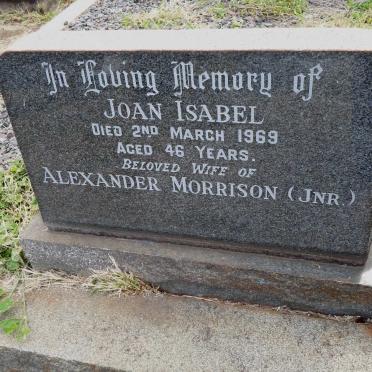 In Loving Memory of
Joan Isabel
Died 2nd March 1969
Aged 46 Years.
Beloved Wife of
Alexander Morrison (Jnr.)